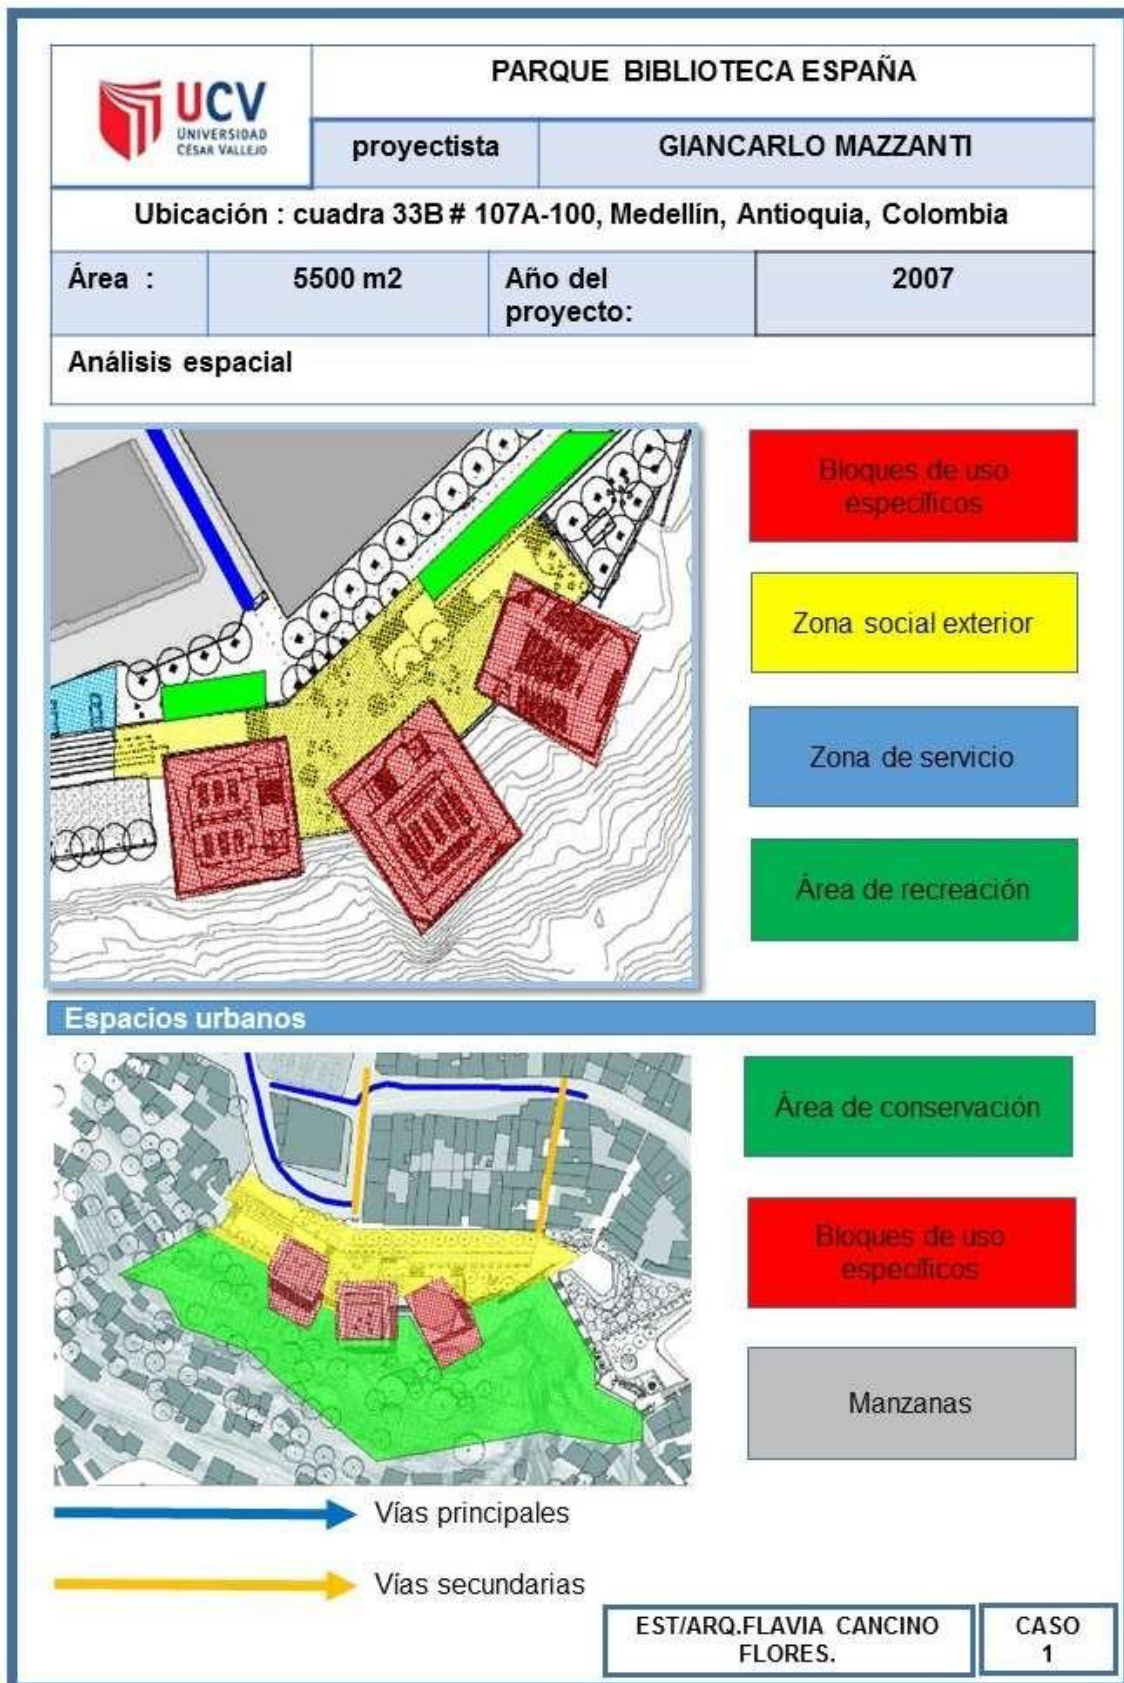 UCV
UNIVERSIDAD
CÉSAR VALLEJO
PARQUE BIBLIOTECA ESPAÑA
proyectista
GIANCARLO MAZZANTI
Ubicación : cuadra 33B # 107A-100, Medellín, Antioquia, Colombia
Área :
5500 m2
Año del
proyecto:
2007
Análisis espacial
Bloques de uso
específicos
Zona social exterior
Zona de servicio
Área de recreación
Espacios urbanos
Área de conservación
Bloques de uso
específicos
Manzanas
Vías principales
Vías secundarias
EST/ARQ.FLAVIA CANCINO
FLORES.
CASO
1